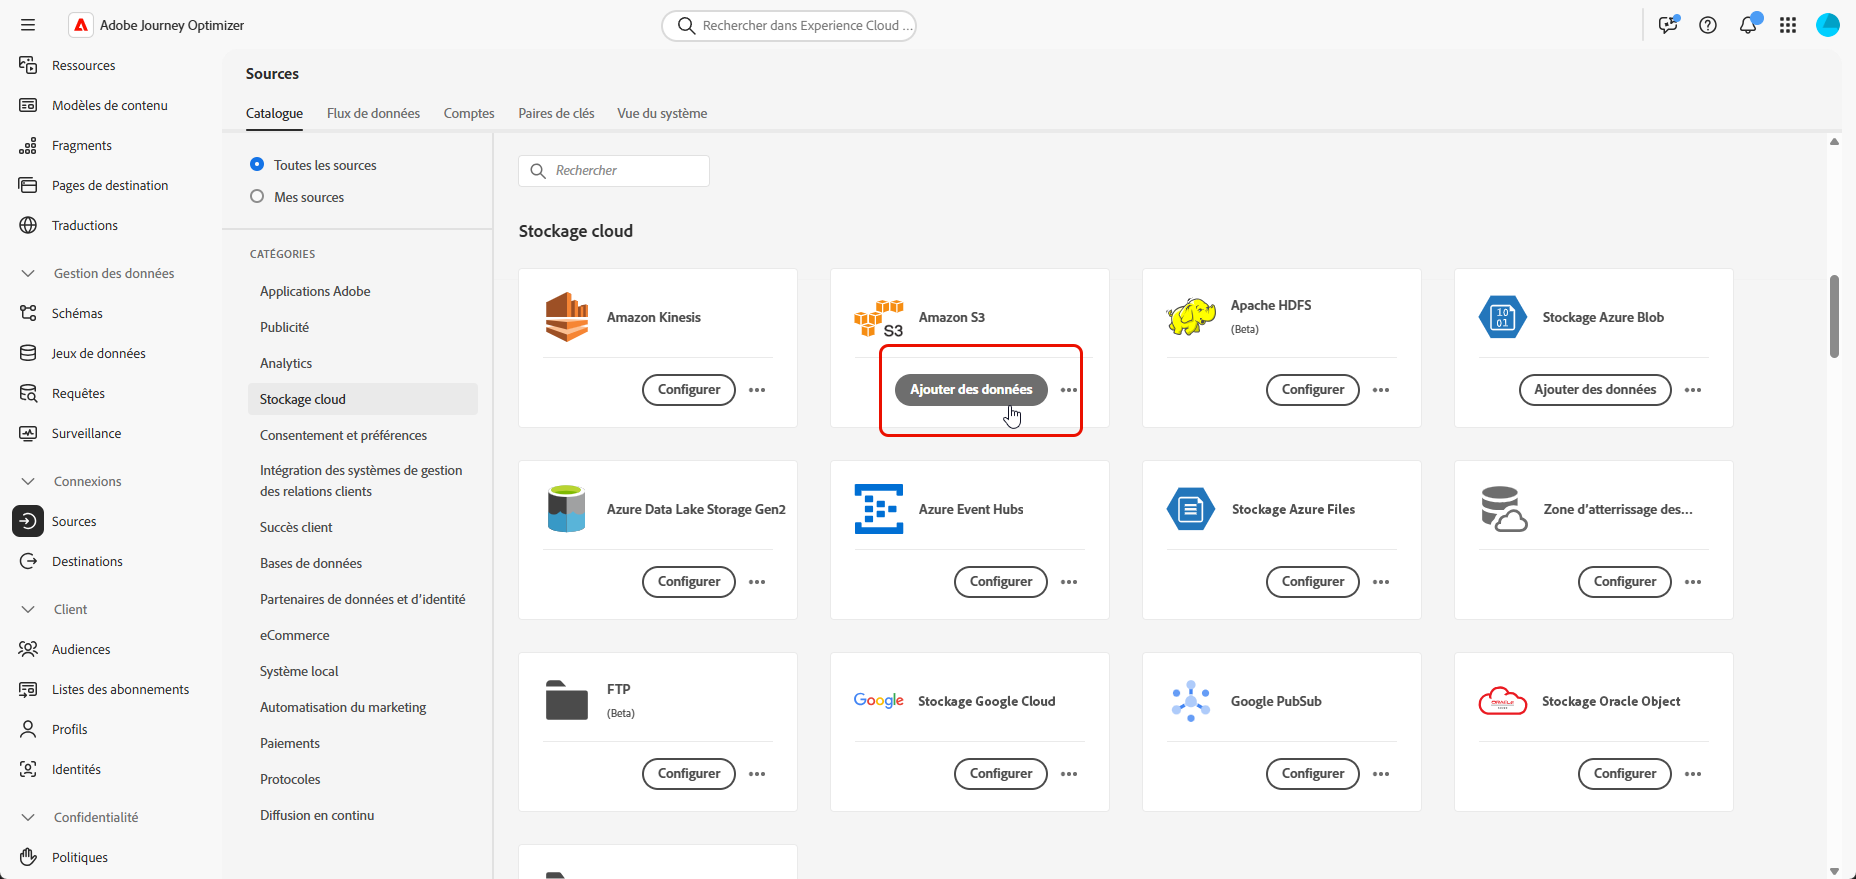 Adobe Journey Optimizer
Rechercher dans Experience Cloud ...
Ressources
Modèles de contenu
Fragments
Pages de destination
Traductions
Gestion des données
Schémas
Jeux de données
Requêtes
Surveillance
Connexions
Sources
Destinations
Client
Audiences
Listes des abonnements
Profils
Identités
Confidentialité
Politiques
Sources
Catalogue
Flux de données
Comptes
Paires de clés
Vue du système
Toutes les sources
Mes sources
CATÉGORIES
Applications Adobe
Publicité
Analytics
Stockage cloud
Consentement et préférences
Intégration des systèmes de gestion
des relations clients
Succès client
Bases de données
Partenaires de données et d’identité
eCommerce
Système local
Automatisation du marketing
Paiements
Protocoles
Diffusion en continu
Rechercher
Stockage cloud
Amazon Kinesis
Configurer
S3
Amazon S3
Ajouter des données
Apache HDFS
(Beta)
Configurer
10
01
Stockage Azure Blob
Ajouter des données
Azure Data Lake Storage Gen2
Configurer
Azure Event Hubs
Configurer
Stockage Azure Files
Configurer
Zone d’atterrissage des...
Configurer
FTP
(Beta)
Configurer
Google
Stockage Google Cloud
Configurer
Google PubSub
Configurer
ORACLE
Stockage Oracle Object
Configurer